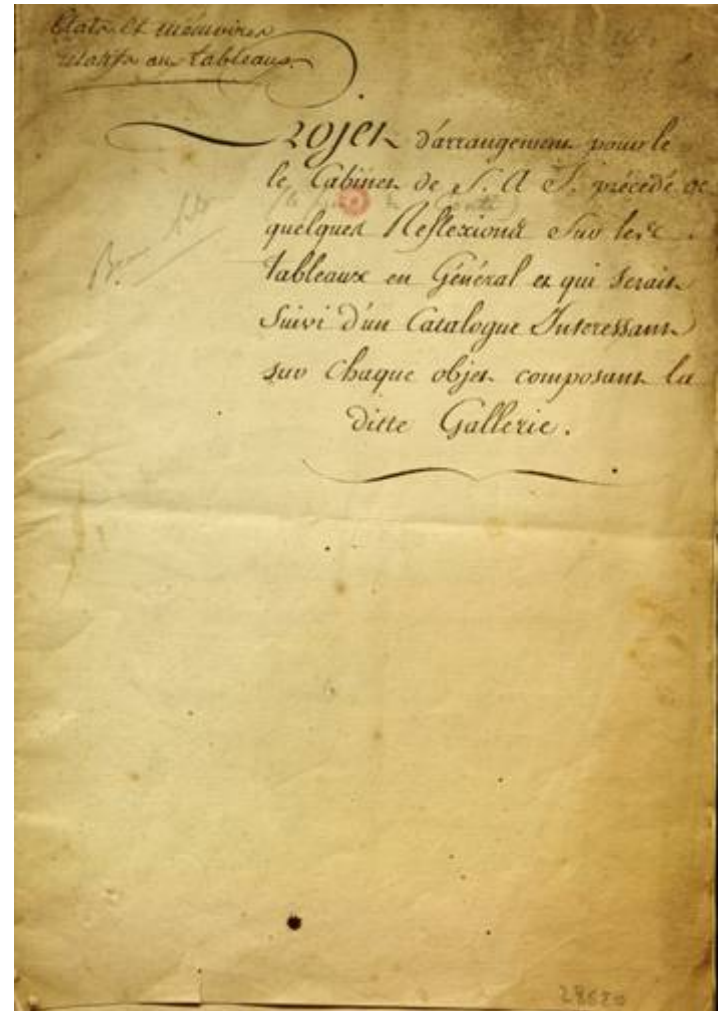 Etats et mémoires
relatifs aux tableaux.
Projet d'arrangement pour le
le Cabinet de S. A S. précédé de
quelques Reflexions Sur les
tableaux en Général et qui Serait
Suivi d'un Catalogue Interessant
sur Chaque objet composant la
ditte Gallerie.
28620